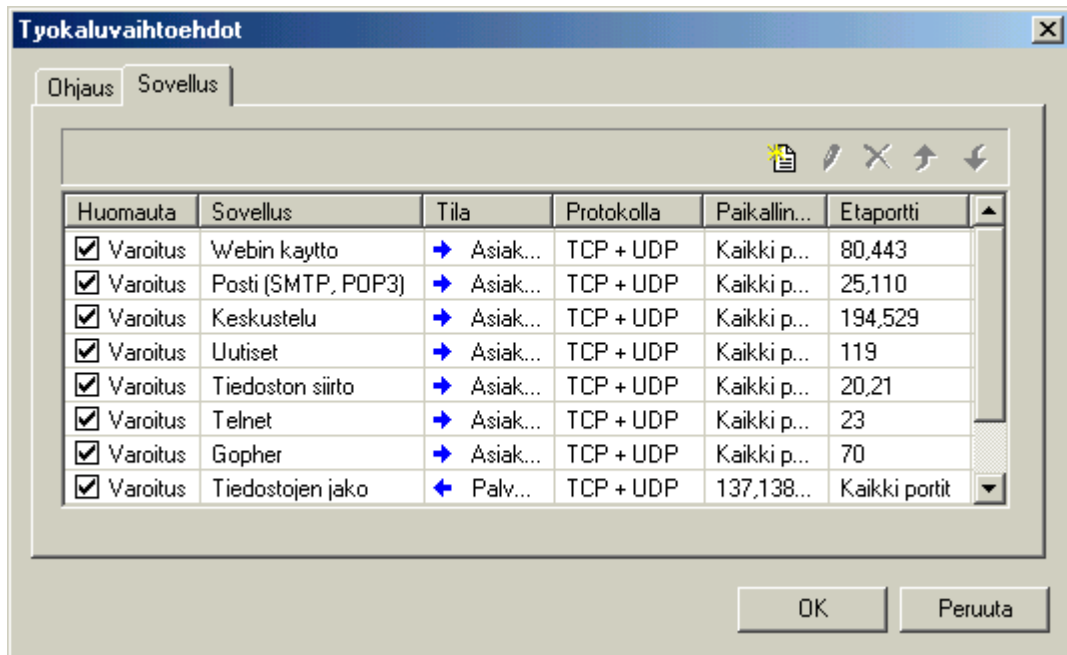 Työkaluvaihtoehdot
Ohjaus Sovellus
Huomauta Sovellus Tila Protokolla Paikallin... Etaportti
Varoitus Webin kaytto Asiak... TCP + UDP Kaikki p... 80,443
Varoitus Posti (SMTP, POP3) Asiak... TCP + UDP Kaikki p... 25,110
Varoitus Keskustelu Asiak... TCP + UDP Kaikki p... 194,529
Varoitus Uutiset Asiak... TCP + UDP Kaikki p... 119
Varoitus Tiedoston siirto Asiak... TCP + UDP Kaikki p... 20,21
Varoitus Telnet Asiak... TCP + UDP Kaikki p... 23
Varoitus Gopher Asiak... TCP + UDP Kaikki p... 70
Varoitus Tiedostojen jako Palv... TCP + UDP 137,138... Kaikki portit
OK Peruuta